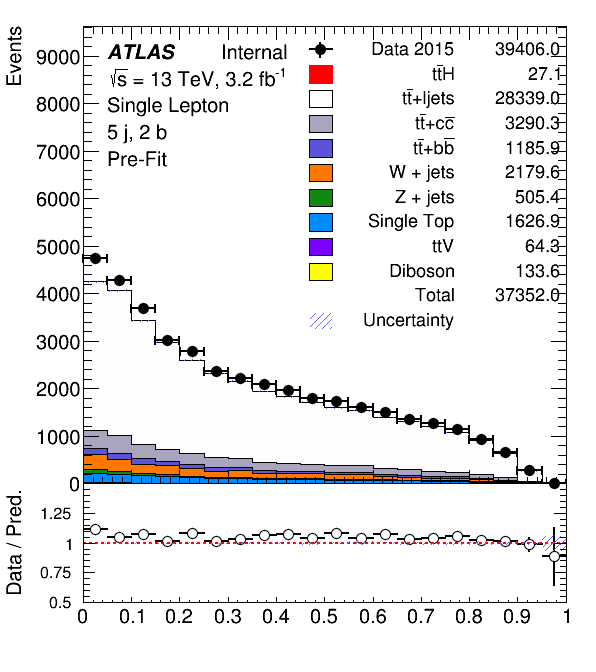 Events
9000
8000
7000
6000
5000
4000
3000
2000
1000
0
ATLAS Internal
√s = 13 TeV, 3.2 fb⁻¹
Single Lepton
5 j, 2 b
Pre-Fit
Data 2015 39406.0
tt̄H 27.1
tt̄+ljets 28339.0
tt̄+cc̄ 3290.3
tt̄+bb̄ 1185.9
W + jets 2179.6
Z + jets 505.4
Single Top 1626.9
ttV 64.3
Diboson 133.6
Total 37352.0
Uncertainty
Data / Pred.
1.25
1
0.75
0.5
0 0.1 0.2 0.3 0.4 0.5 0.6 0.7 0.8 0.9 1